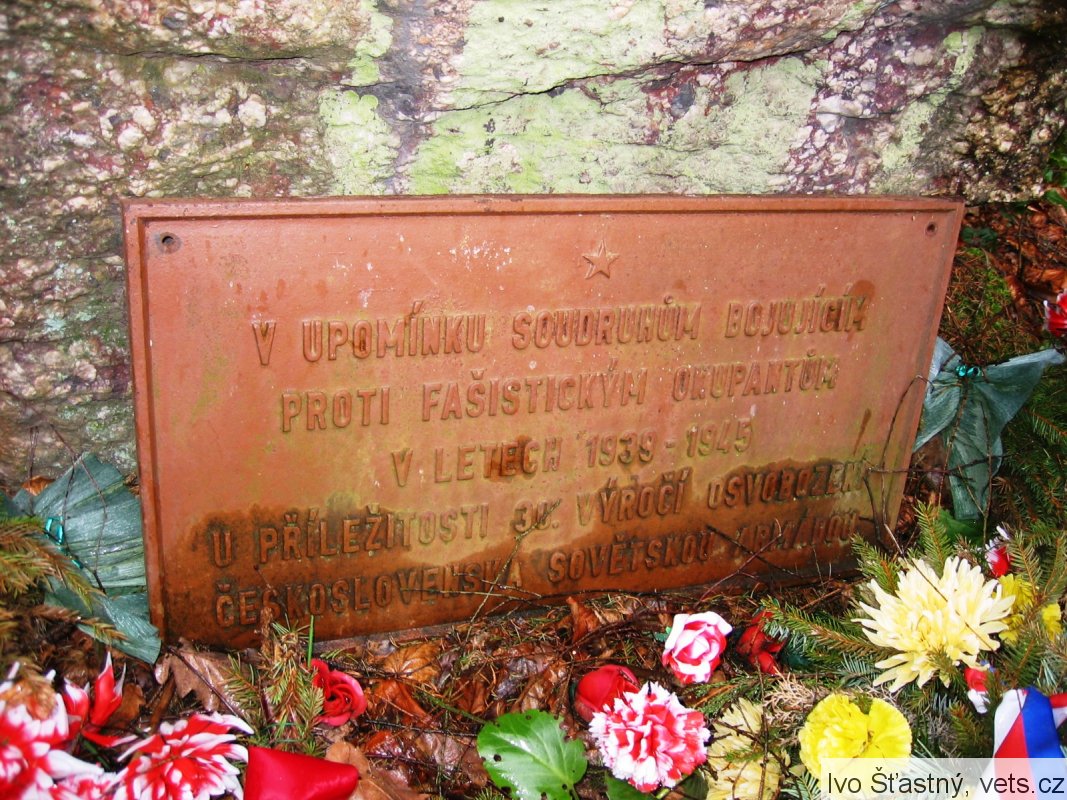 V UPOMÍNKU SOUDRUHŮM BOJUJÍCÍM
PROTI FAŠISTICKÝM OKUPANTŮM
V LETECH 1939 - 1945
U PŘÍLEŽITOSTI 30. VÝROČÍ OSVOBOZENÍ
ČESKOSLOVENSKA SOVĚTSKOU ARMÁDOU
Ivo Šťastný, vets.cz